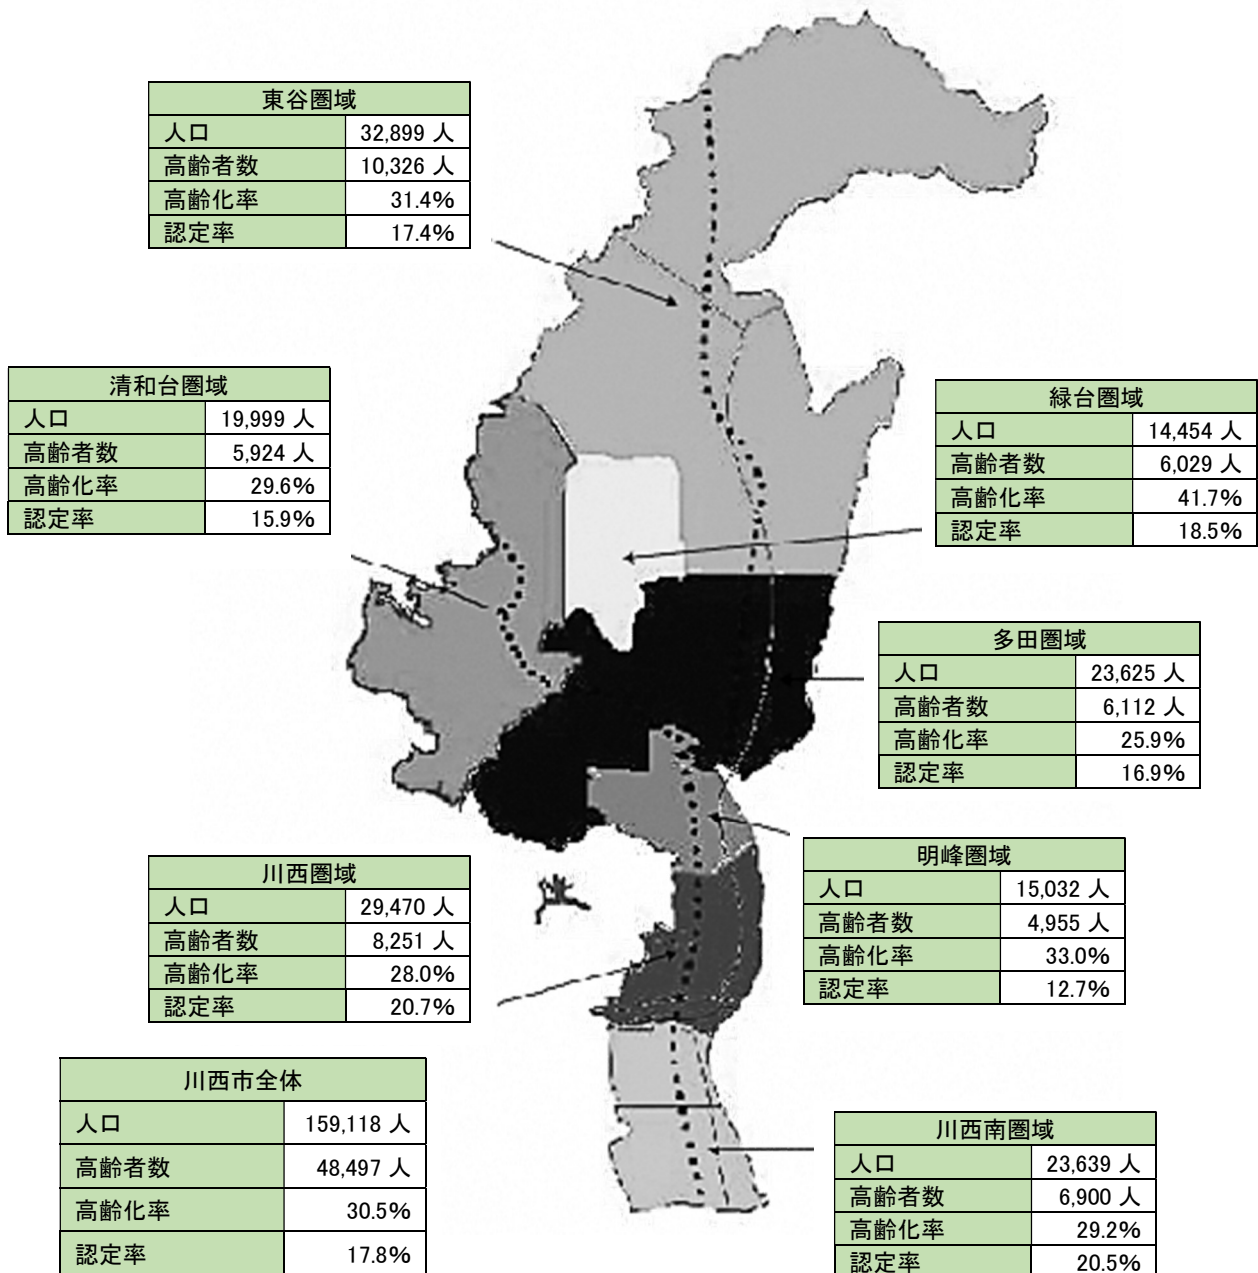 東谷圏域
人口 32,899 人
高齢者数 10,326 人
高齢化率 31.4%
認定率 17.4%
清和台圏域
人口 19,999 人
高齢者数 5,924 人
高齢化率 29.6%
認定率 15.9%
緑台圏域
人口 14,454 人
高齢者数 6,029 人
高齢化率 41.7%
認定率 18.5%
多田圏域
人口 23,625 人
高齢者数 6,112 人
高齢化率 25.9%
認定率 16.9%
明峰圏域
人口 15,032 人
高齢者数 4,955 人
高齢化率 33.0%
認定率 12.7%
川西圏域
人口 29,470 人
高齢者数 8,251 人
高齢化率 28.0%
認定率 20.7%
川西市全体
人口 159,118 人
高齢者数 48,497 人
高齢化率 30.5%
認定率 17.8%
川西南圏域
人口 23,639 人
高齢者数 6,900 人
高齢化率 29.2%
認定率 20.5%